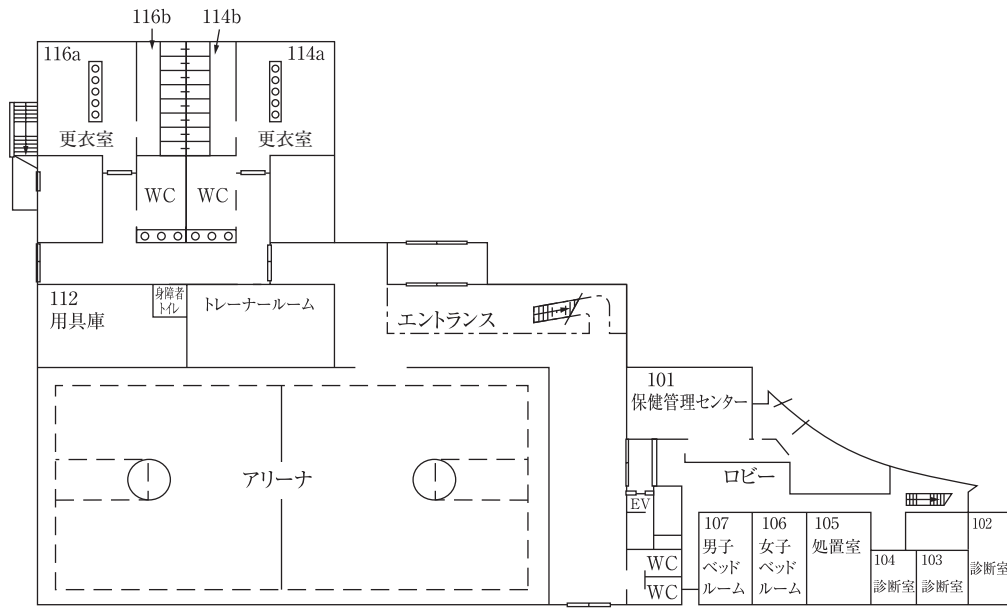 116b
114b
116a
114a
更衣室
更衣室
WC
WC
112
用具庫
身障者
トイレ
トレーナールーム
エントランス
アリーナ
101
保健管理センター
ロビー
EV
WC
WC
107
男子
ベッド
ルーム
106
女子
ベッド
ルーム
105
処置室
104
診断室
103
診断室
102
診断室